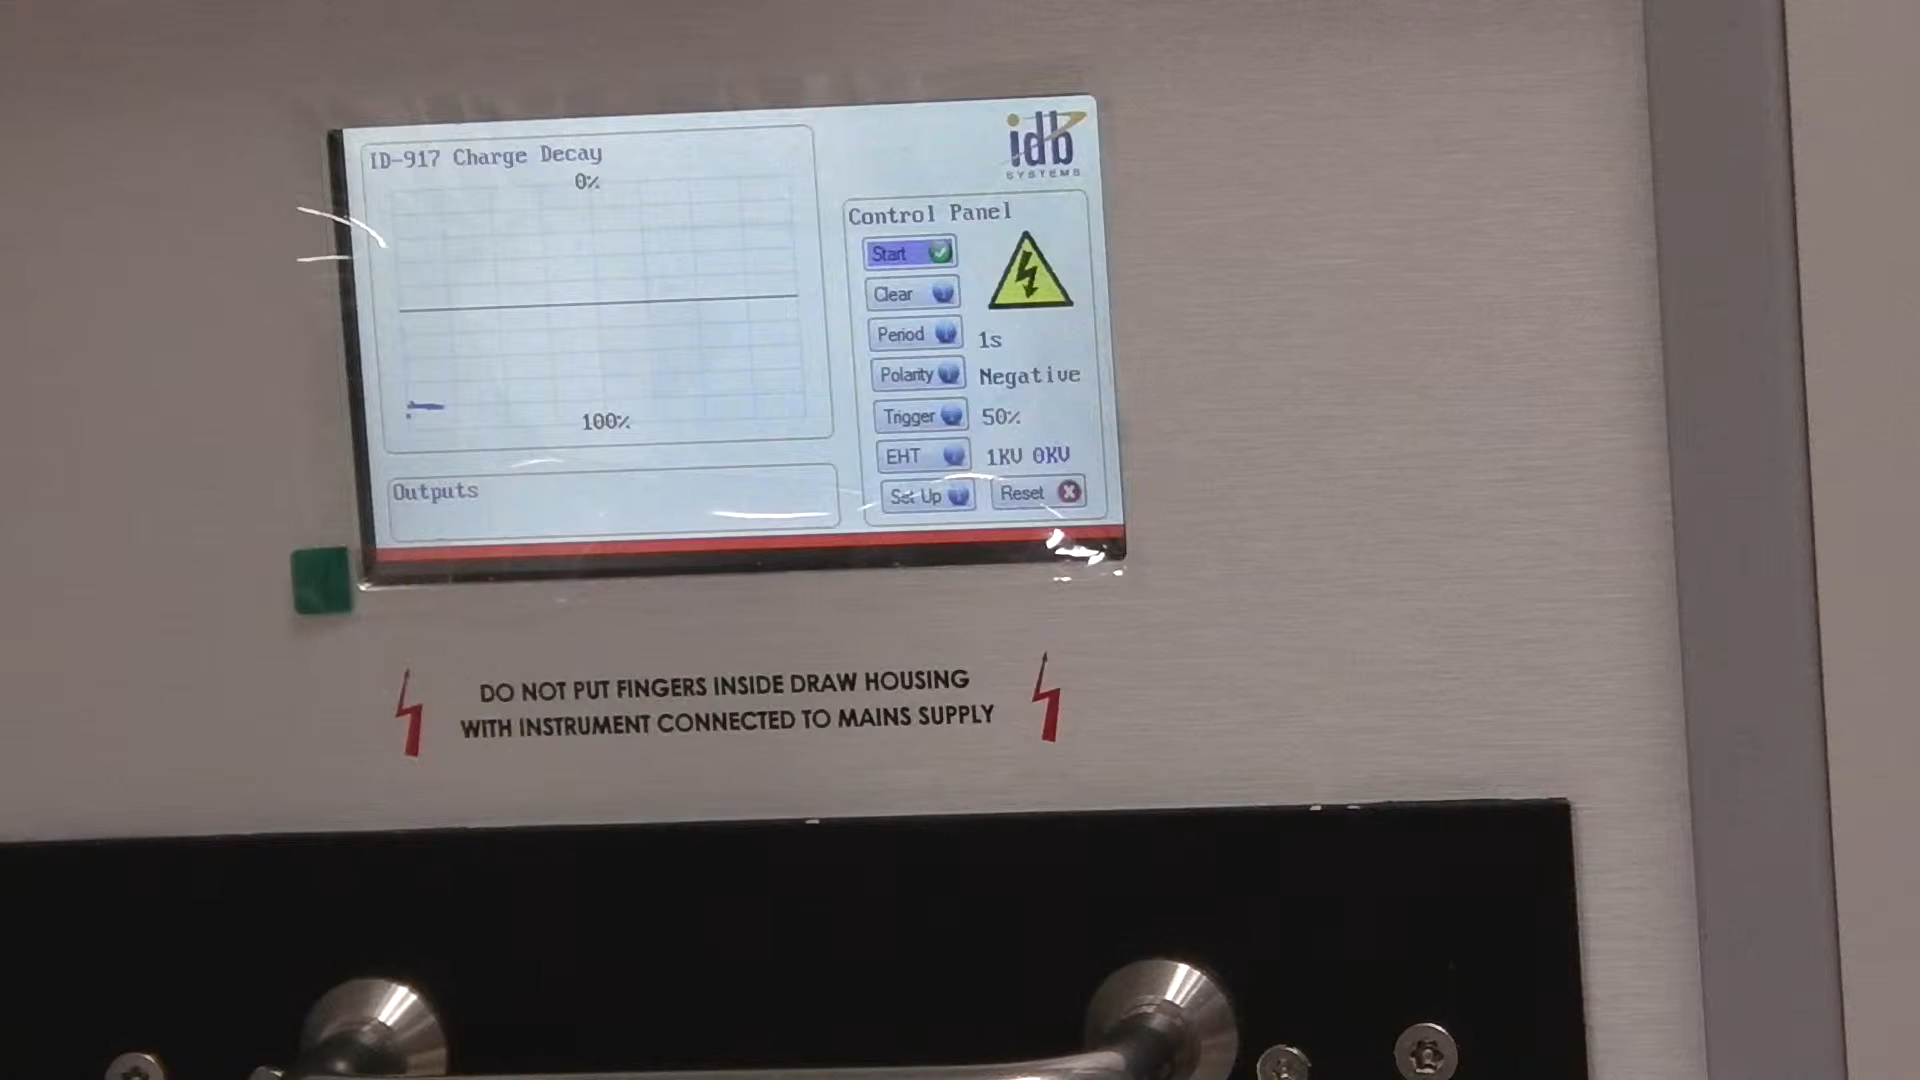 ID-917 Charge Decay
0%
100%
Outputs
idb
SYSTEMS
Control Panel
Start
Clear
Period 1s
Polarity Negative
Trigger 50%
EHT 1KV 0KV
Set Up Reset
DO NOT PUT FINGERS INSIDE DRAW HOUSING
WITH INSTRUMENT CONNECTED TO MAINS SUPPLY